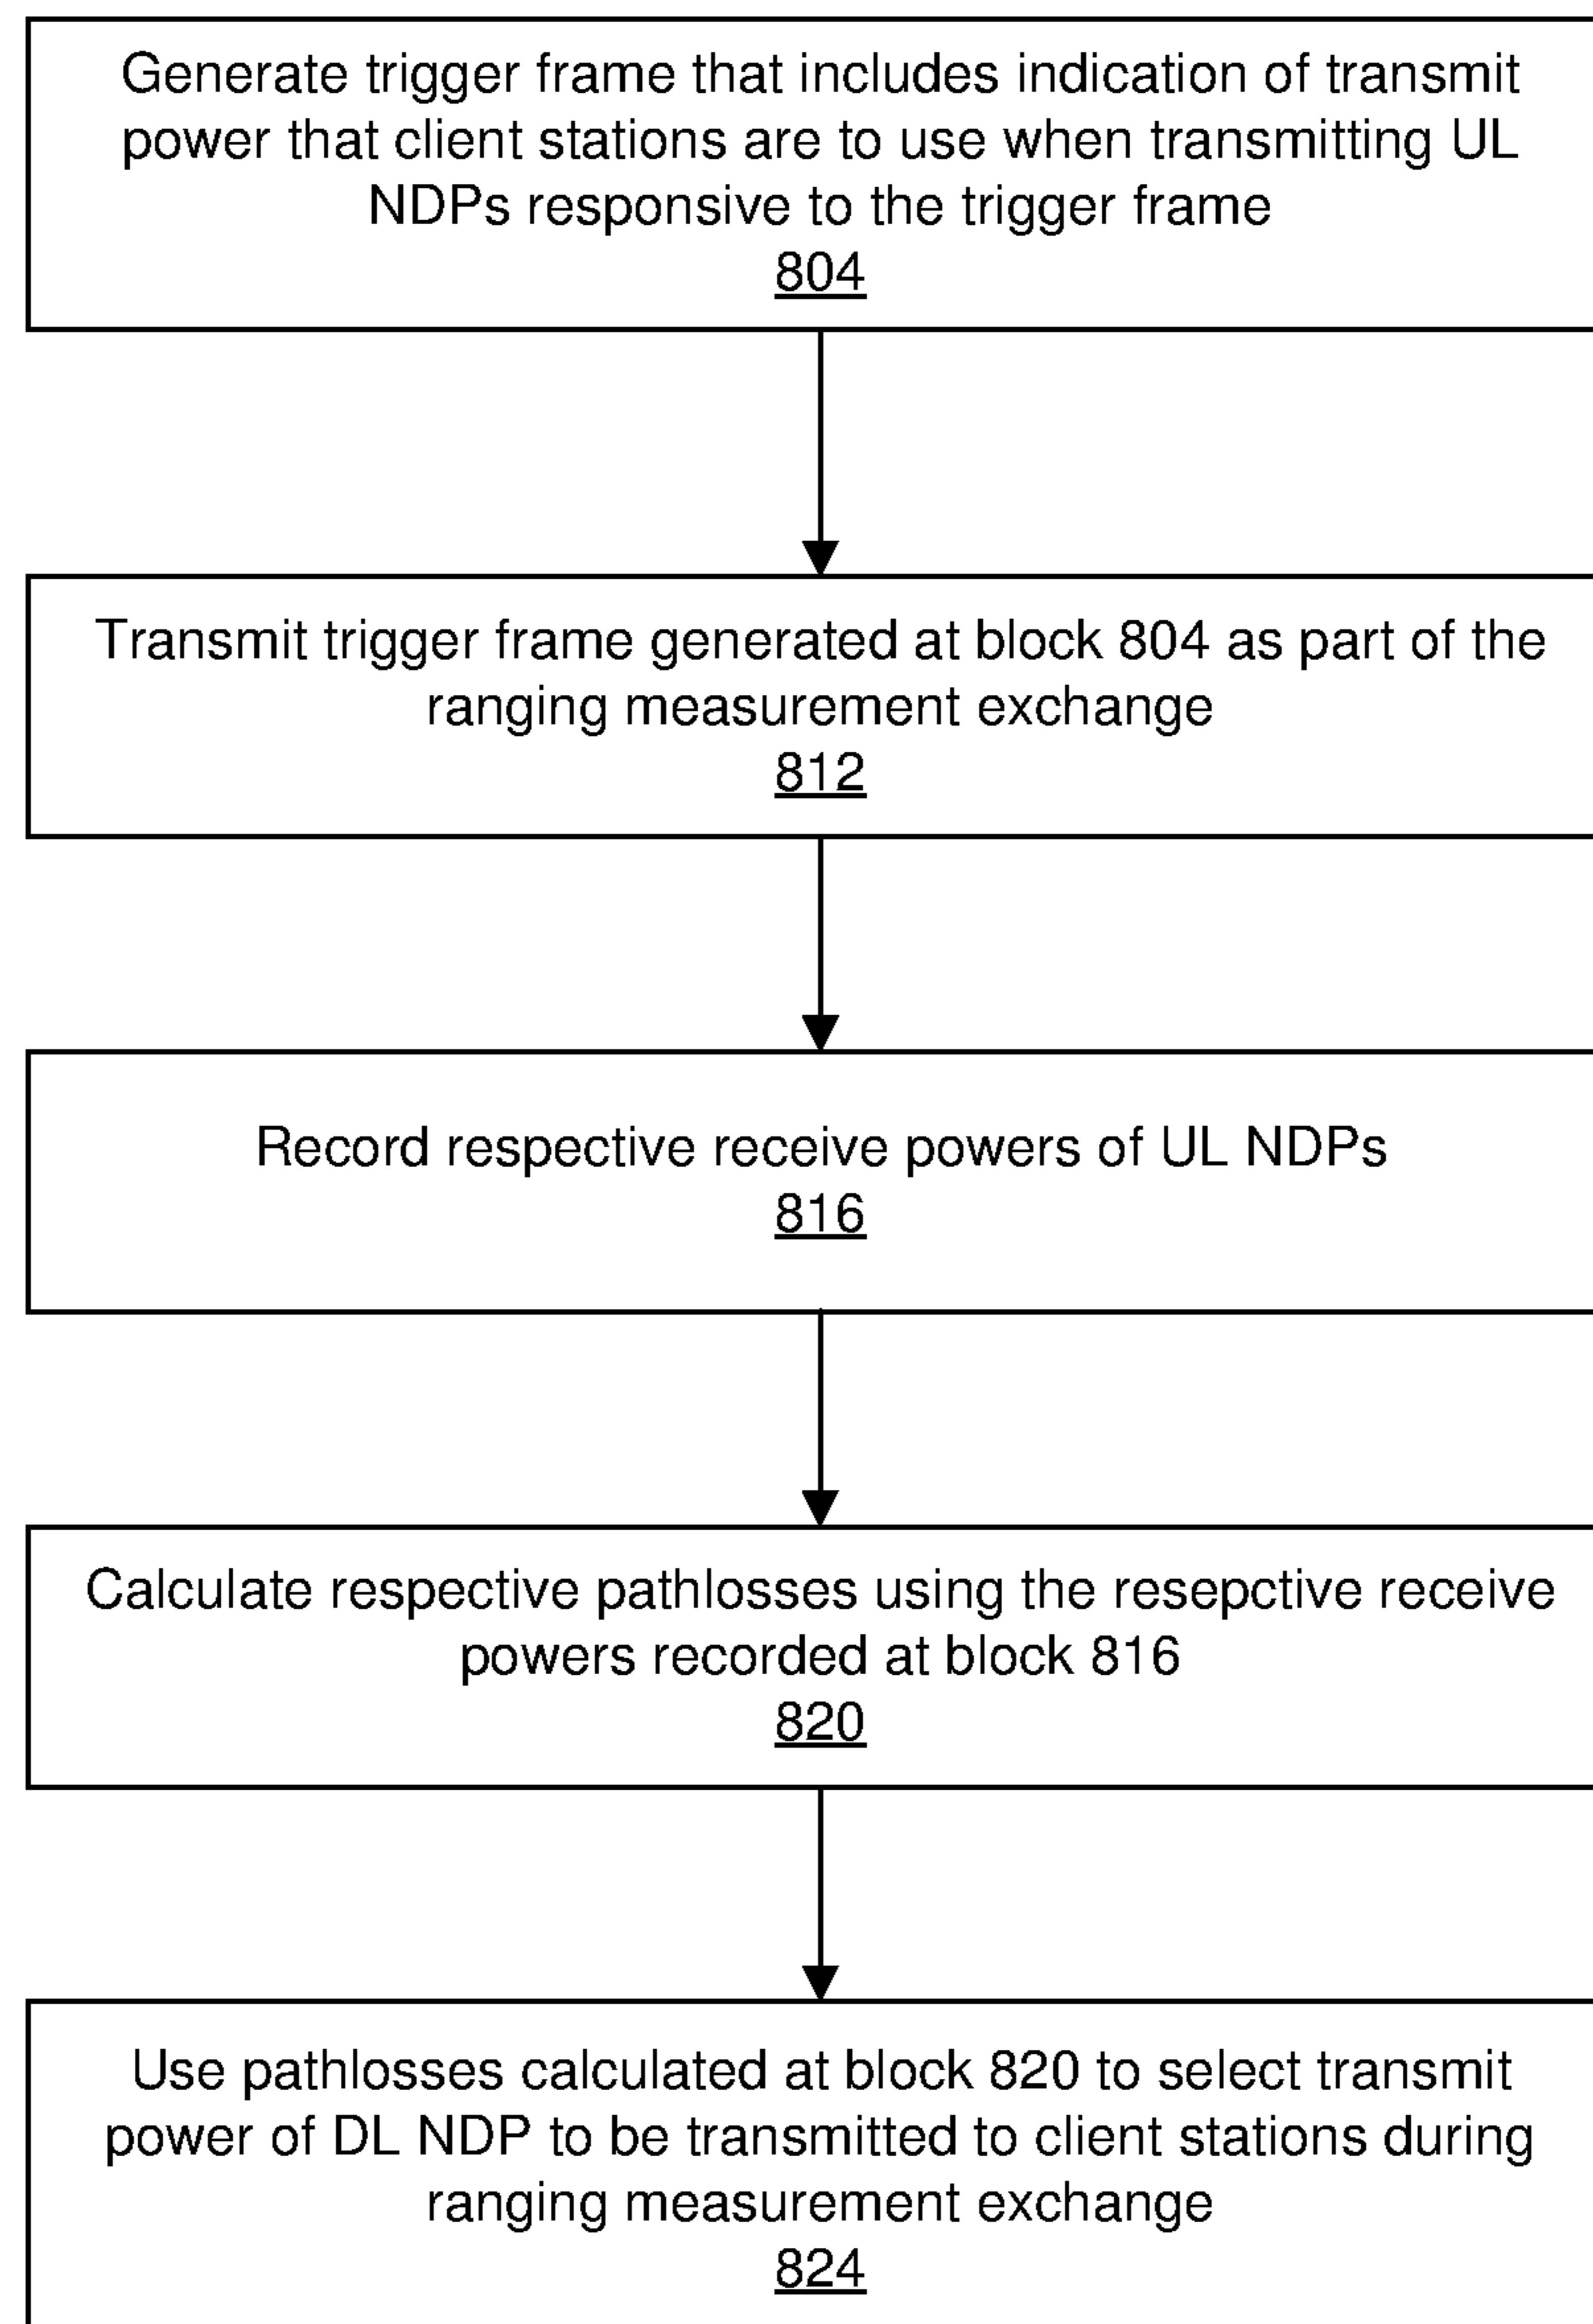 Generate trigger frame that includes indication of transmit
power that client stations are to use when transmitting UL
NDPs responsive to the trigger frame
804
Transmit trigger frame generated at block 804 as part of the
ranging measurement exchange
812
Record respective receive powers of UL NDPs
816
Calculate respective pathlosses using the resepctive receive
powers recorded at block 816
820
Use pathlosses calculated at block 820 to select transmit
power of DL NDP to be transmitted to client stations during
ranging measurement exchange
824